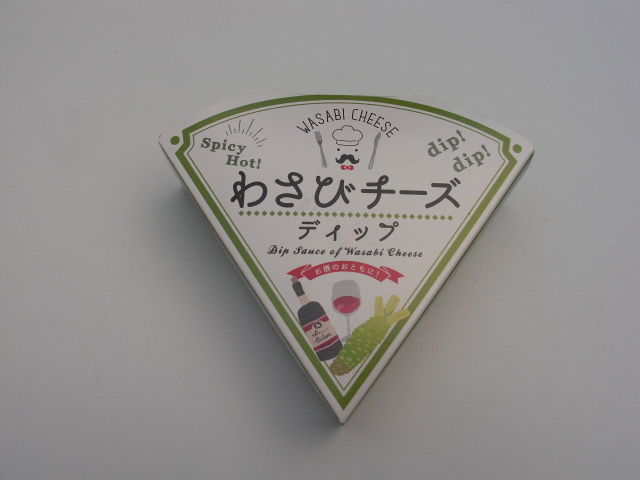 WASABI CHEESE
Spicy
Hot!
dip!
dip!
わさびチーズ
ディップ
Dip Sauce of Wasabi Cheese
お酒のおともに!